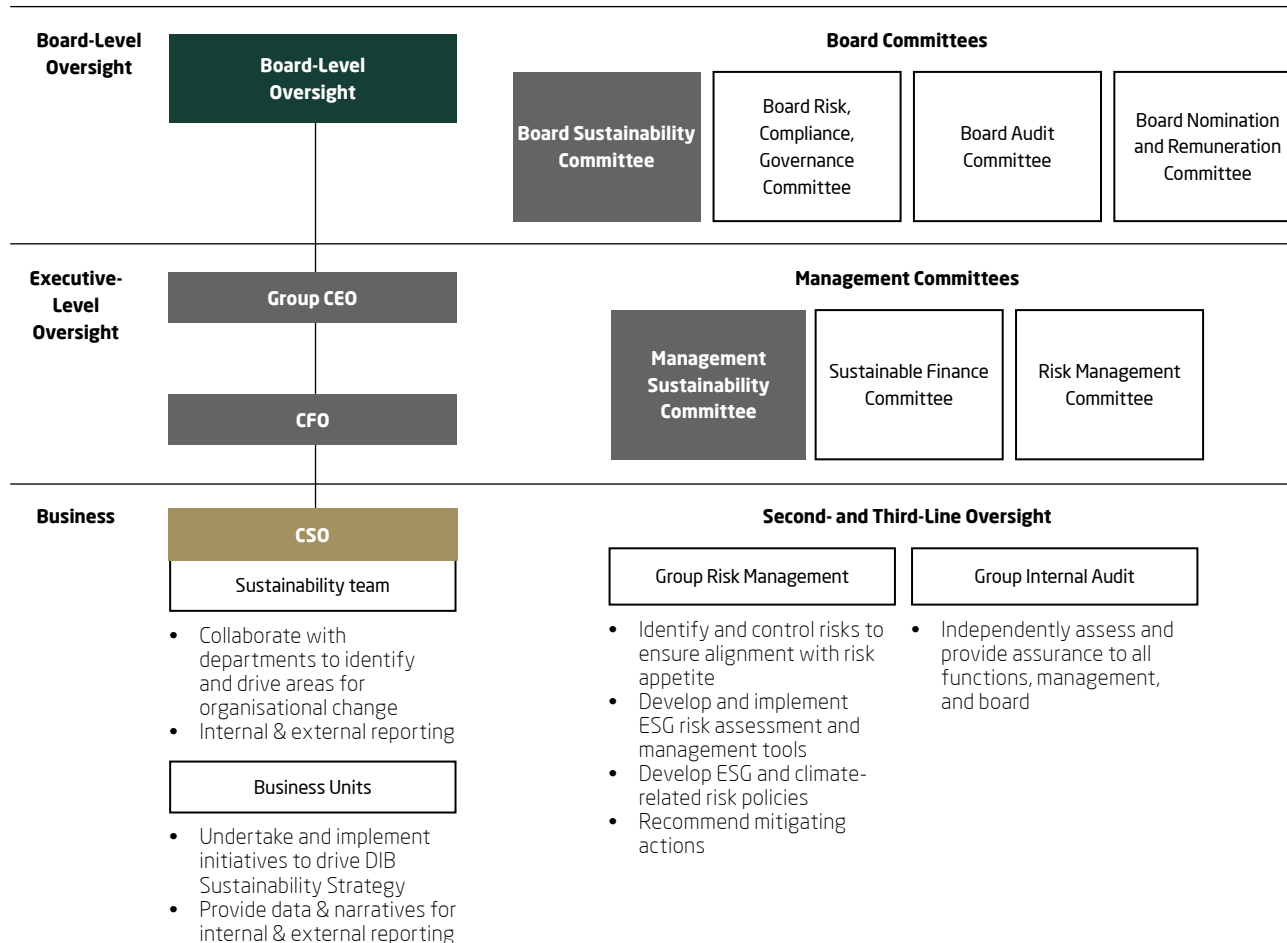 Board-Level
Oversight
Board-Level
Oversight
Board Committees
Board Sustainability
Committee
Board Risk,
Compliance,
Governance
Committee
Board Audit
Committee
Board Nomination
and Remuneration
Committee
Executive-
Level
Oversight
Group CEO
CFO
Management Committees
Management
Sustainability
Committee
Sustainable Finance
Committee
Risk Management
Committee
Business
CSO
Sustainability team
• Collaborate with
departments to identify
and drive areas for
organisational change
• Internal & external reporting
Business Units
• Undertake and implement
initiatives to drive DIB
Sustainability Strategy
• Provide data & narratives for
internal & external reporting
Second- and Third-Line Oversight
Group Risk Management
• Identify and control risks to
ensure alignment with risk
appetite
• Develop and implement
ESG risk assessment and
management tools
• Develop ESG and climate-
related risk policies
• Recommend mitigating
actions
Group Internal Audit
• Independently assess and
provide assurance to all
functions, management,
and board